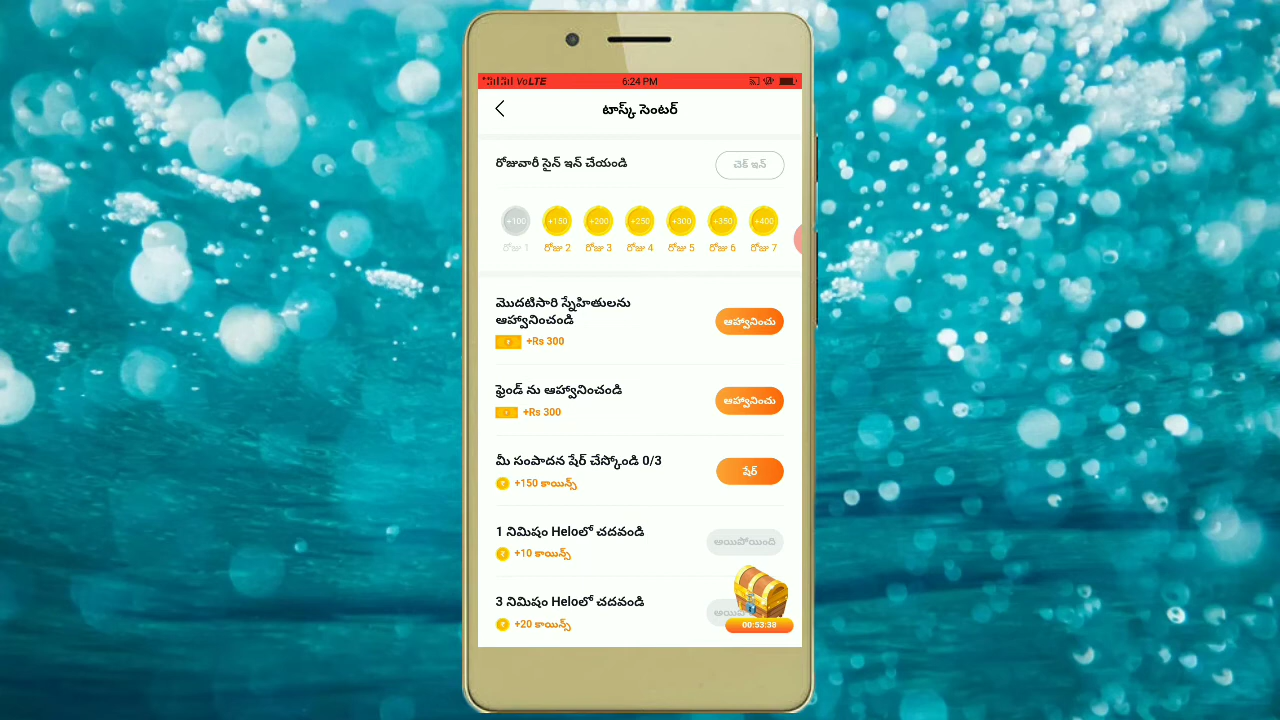 VoLTE 6:24 PM
టాస్క్ సెంటర్
రోజువారీ సైన్ ఇన్ చేయండి
చెక్ ఇన్
+100 +150 +200 +250 +300 +350 +400
రోజు 1 రోజు 2 రోజు 3 రోజు 4 రోజు 5 రోజు 6 రోజు 7
మొదటిసారి స్నేహితులను
ఆహ్వానించండి
ఆహ్వానించు
+Rs 300
ఫ్రెండ్ ను ఆహ్వానించండి
ఆహ్వానించు
+Rs 300
మీ సంపాదన షేర్ చేస్కోండి 0/3
షేర్
+150 కాయిన్స్
1 నిమిషం Heloలో చదవండి
అయిపోయింది
+10 కాయిన్స్
3 నిమిషం Heloలో చదవండి
+20 కాయిన్స్
00:53:38